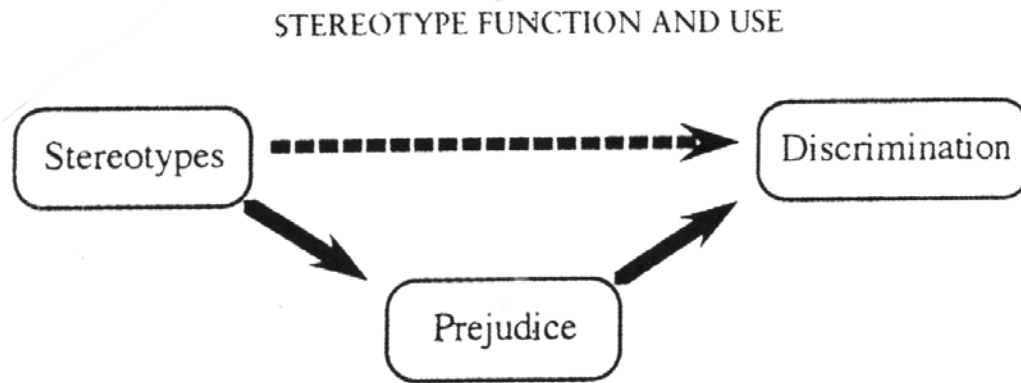 STEREOTYPE FUNCTION AND USE
Stereotypes
Discrimination
Prejudice